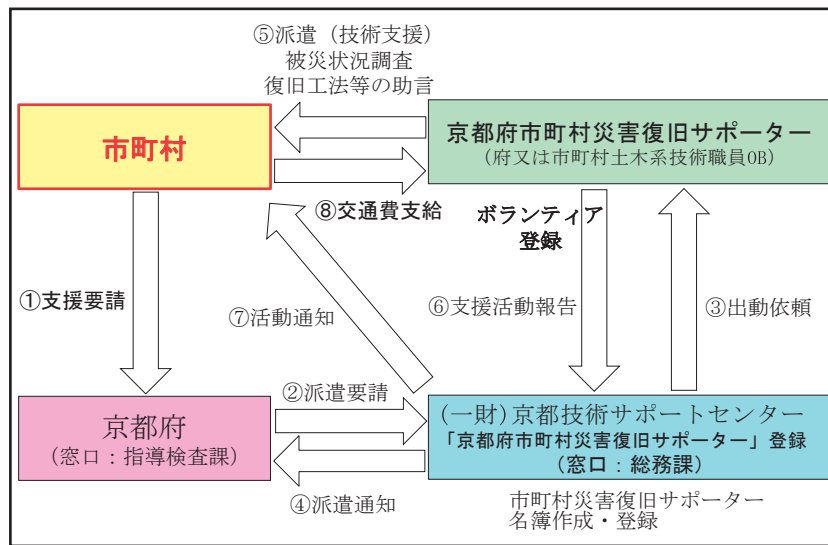 ⑤派遣（技術支援）
被災状況調査
復旧工法等の助言
市町村
京都府市町村災害復旧サポーター
（府又は市町村土木系技術職員OB）
⑧交通費支給
ボランティア
登録
①支援要請
⑦活動通知
⑥支援活動報告
③出動依頼
②派遣要請
京都府
（窓口：指導検査課）
(一財)京都技術サポートセンター
「京都府市町村災害復旧サポーター」登録
（窓口：総務課）
④派遣通知
市町村災害復旧サポーター
名簿作成・登録